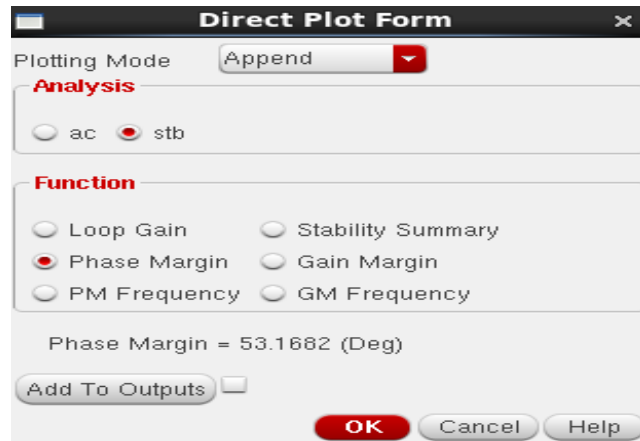 Direct Plot Form
Plotting Mode Append
Analysis
ac stb
Function
Loop Gain Stability Summary
Phase Margin Gain Margin
PM Frequency GM Frequency
Phase Margin = 53.1682 (Deg)
Add To Outputs
OK Cancel Help